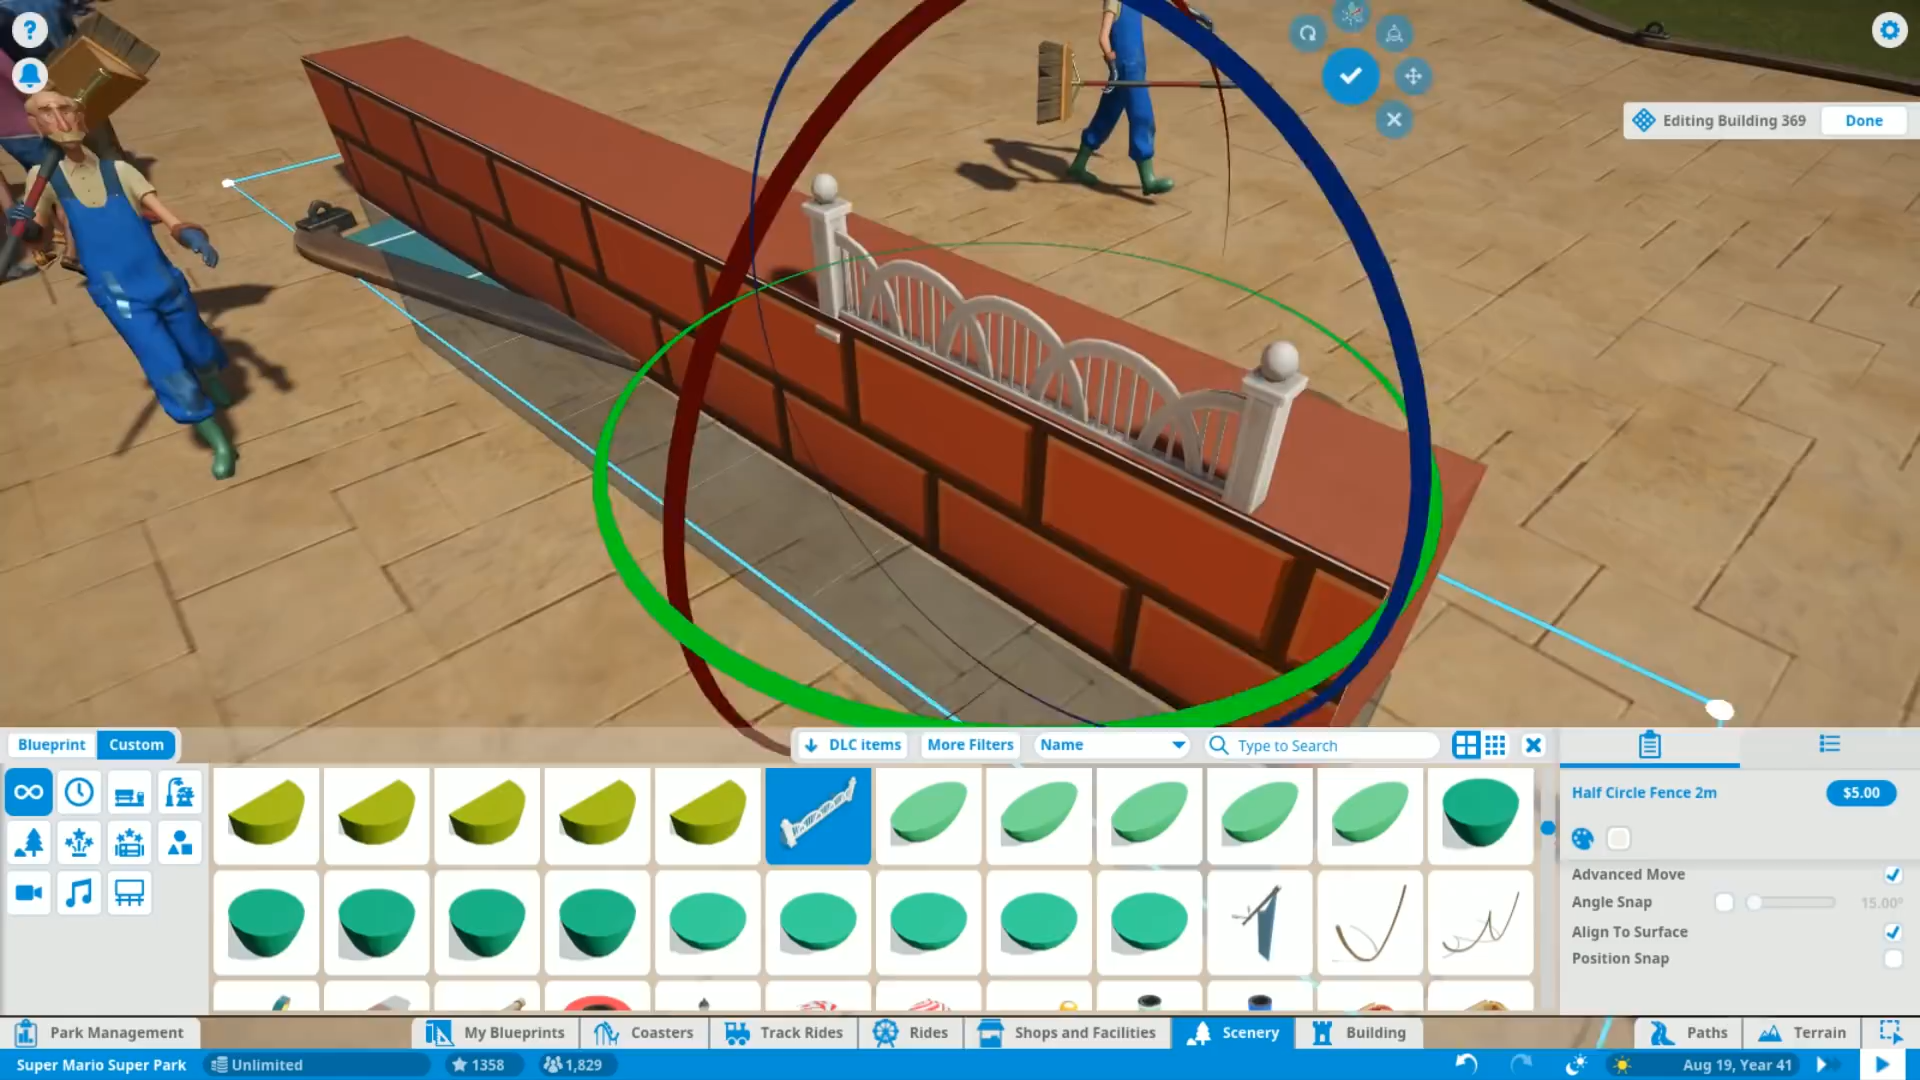 ?
Editing Building 369
Done
Blueprint
Custom
DLC items
More Filters
Name
Type to Search
Half Circle Fence 2m
$5.00
Advanced Move
Angle Snap
15.00°
Align To Surface
Position Snap
Park Management
My Blueprints
Coasters
Track Rides
Rides
Shops and Facilities
Scenery
Building
Paths
Terrain
Super Mario Super Park
Unlimited
1358
1,829
Aug 19, Year 41